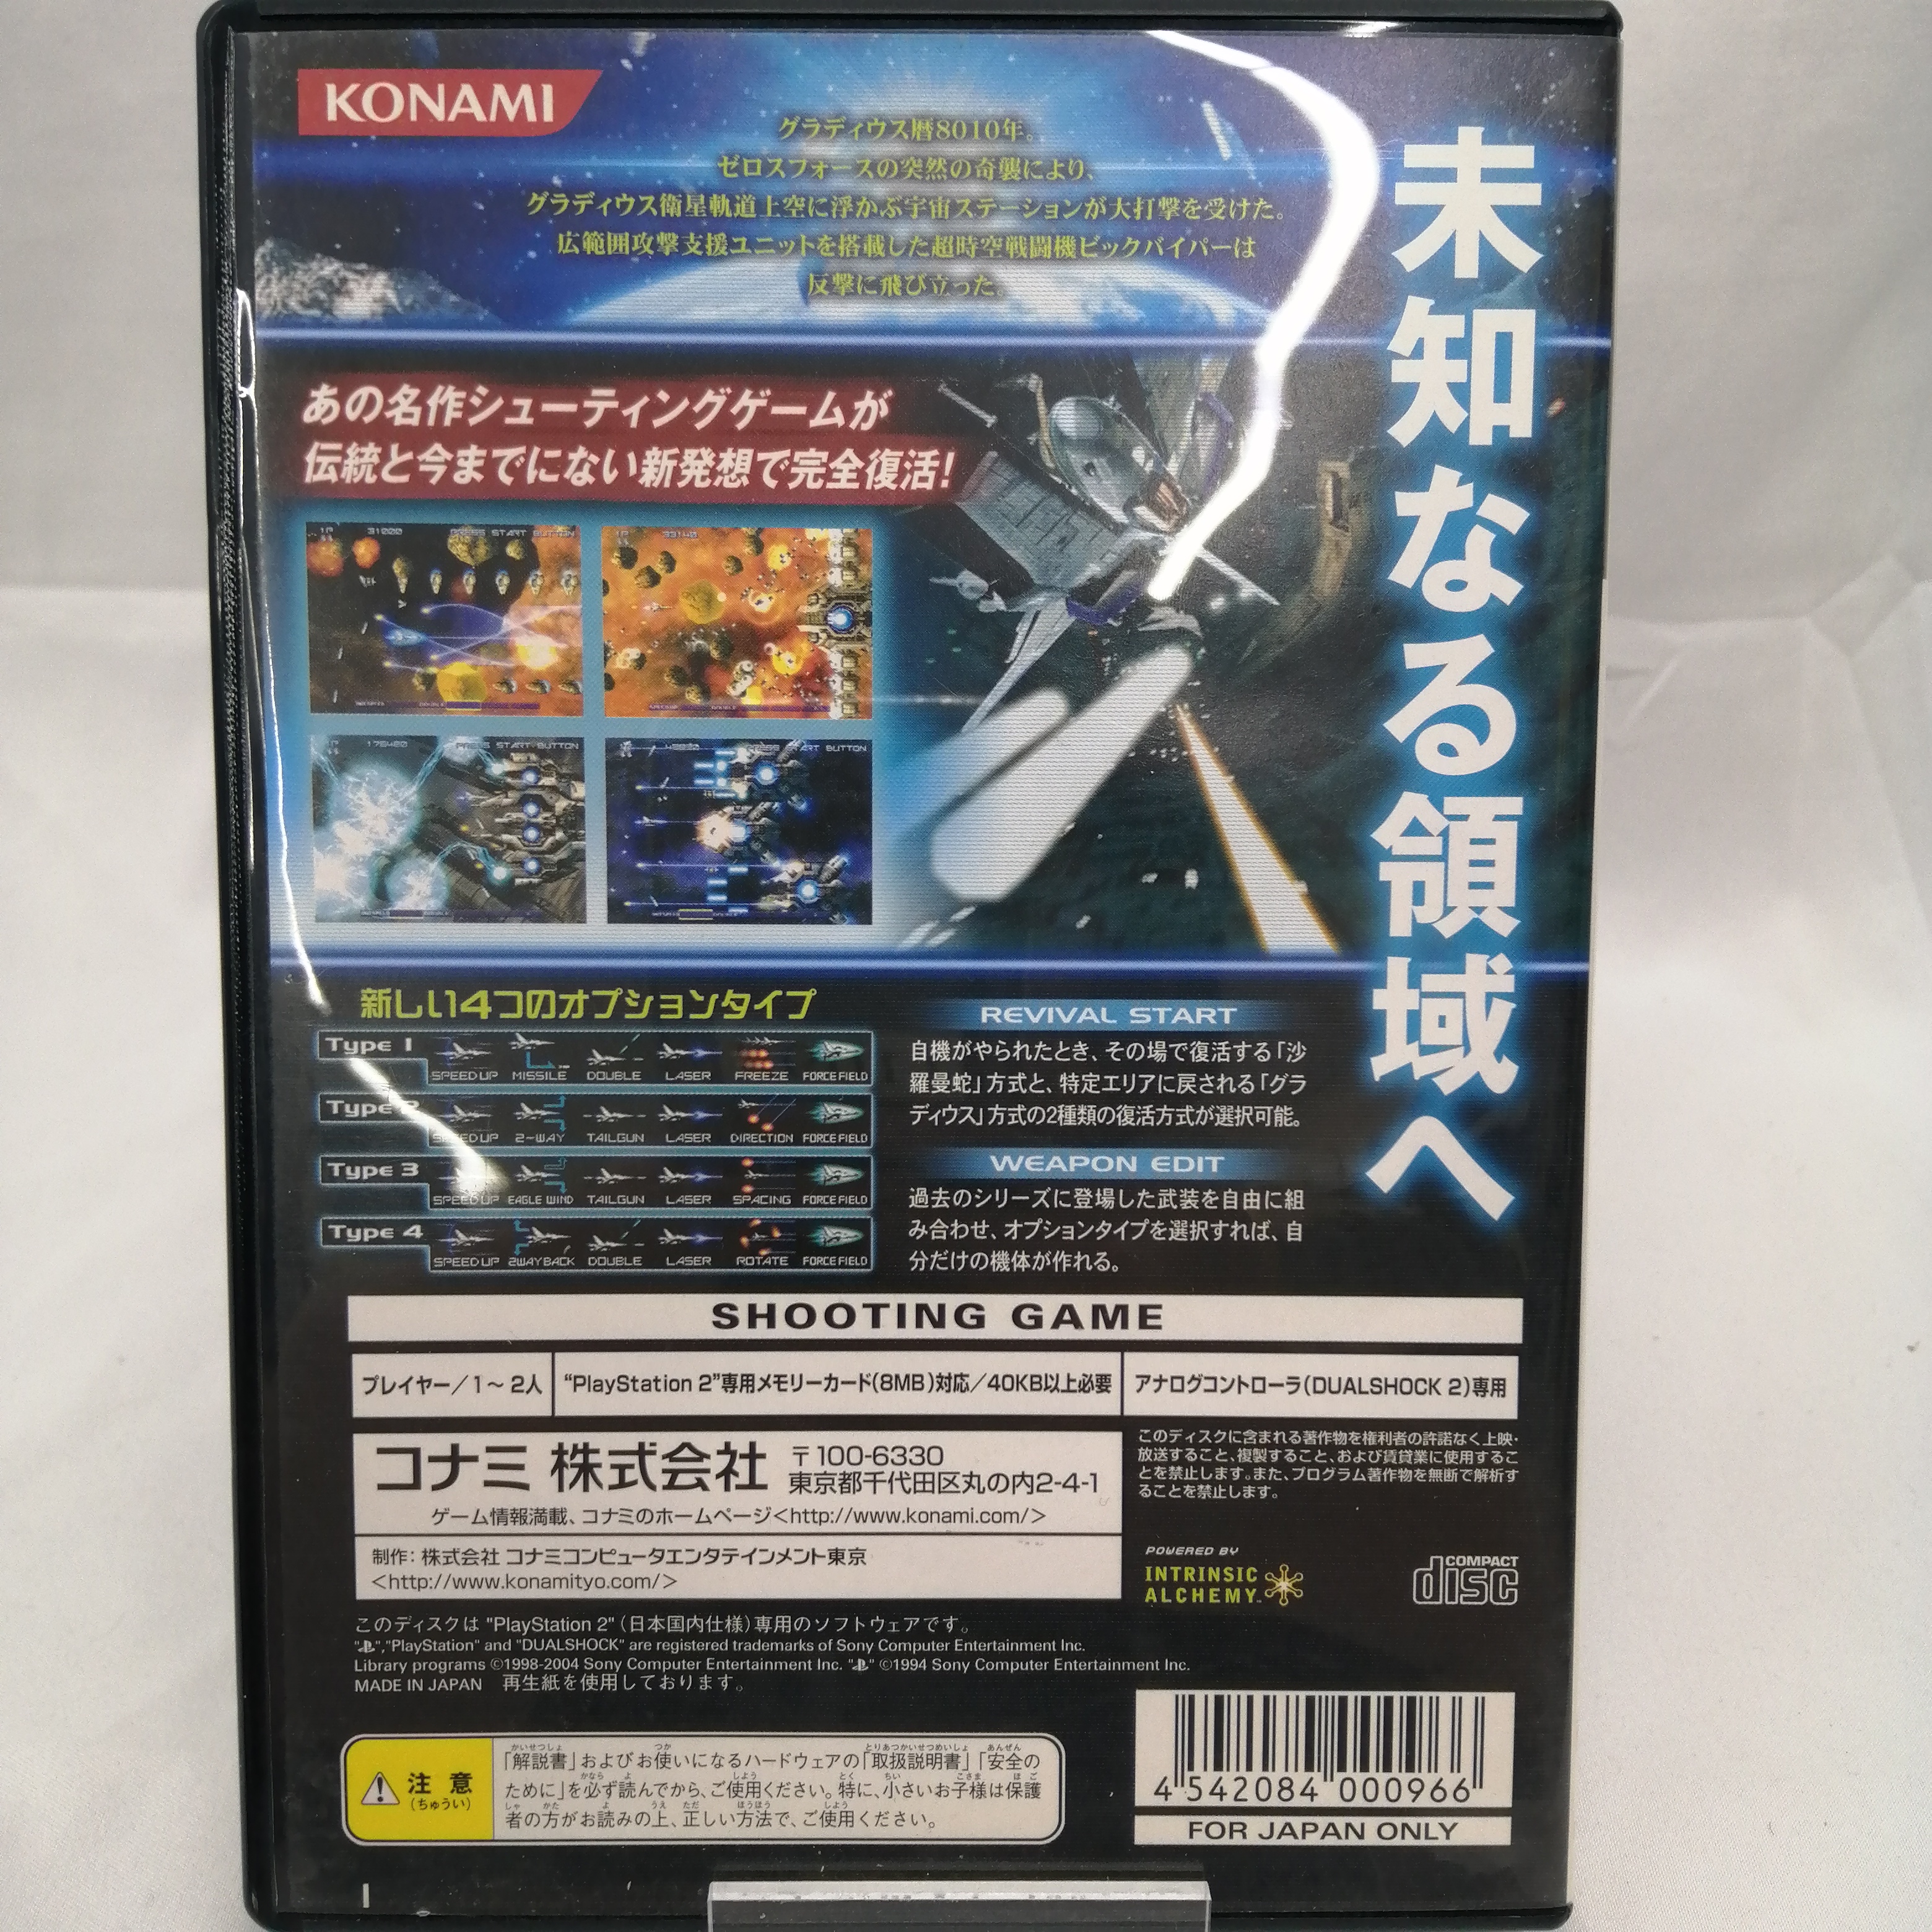 KONAMI
グラディウス暦8010年。
ゼロスフォースの突然の奇襲により、
グラディウス衛星軌道上空に浮かぶ宇宙ステーションが大打撃を受けた。
広範囲攻撃支援ユニットを搭載した超時空戦闘機ビックバイパーは
反撃に飛び立った。
未知なる領域へ
あの名作シューティングゲームが
伝統と今までにない新発想で完全復活!
1P 31000 PRESS START BUTTON
1P 33140
175420 PRESS START BUTTON
PRESS START BUTTON
新しい4つのオプションタイプ
Type 1
SPEED UP MISSILE DOUBLE LASER FREEZE FORCE FIELD
Type 2
SPEED UP 2-WAY TAILGUN LASER DIRECTION FORCE FIELD
Type 3
SPEED UP EAGLE WIND TAILGUN LASER SPACING FORCE FIELD
Type 4
SPEED UP 2WAY BACK DOUBLE LASER ROTATE FORCE FIELD
REVIVAL START
自機がやられたとき、その場で復活する「沙
羅曼蛇」方式と、特定エリアに戻される「グラ
ディウス」方式の2種類の復活方式が選択可能。
WEAPON EDIT
過去のシリーズに登場した武装を自由に組
み合わせ、オプションタイプを選択すれば、自
分だけの機体が作れる。
SHOOTING GAME
プレイヤー/1〜2人
"PlayStation 2"専用メモリーカード(8MB)対応/40KB以上必要
アナログコントローラ(DUALSHOCK 2)専用
コナミ 株式会社
〒100-6330
東京都千代田区丸の内2-4-1
ゲーム情報満載、コナミのホームページ<http://www.konami.com/>
制作: 株式会社 コナミコンピュータエンタテインメント東京
<http://www.konamityo.com/>
このディスクに含まれる著作物を権利者の許諾なく上映・
放送すること、複製すること、および賃貸業に使用するこ
とを禁止します。また、プログラム著作物を無断で解析す
ることを禁止します。
POWERED BY
INTRINSIC
ALCHEMY™
COMPACT
disc
このディスクは "PlayStation 2" (日本国内仕様) 専用のソフトウェアです。
" ","PlayStation" and "DUALSHOCK" are registered trademarks of Sony Computer Entertainment Inc.
Library programs ©1998-2004 Sony Computer Entertainment Inc. " " ©1994 Sony Computer Entertainment Inc.
MADE IN JAPAN 再生紙を使用しております。
注意
(ちゅうい)
「解説書」およびお使いになるハードウェアの「取扱説明書」「安全の
ために」を必ず読んでから、ご使用ください。特に、小さいお子様は保護
者の方がお読みの上、正しい方法で、ご使用ください。
4 542084 000966
FOR JAPAN ONLY